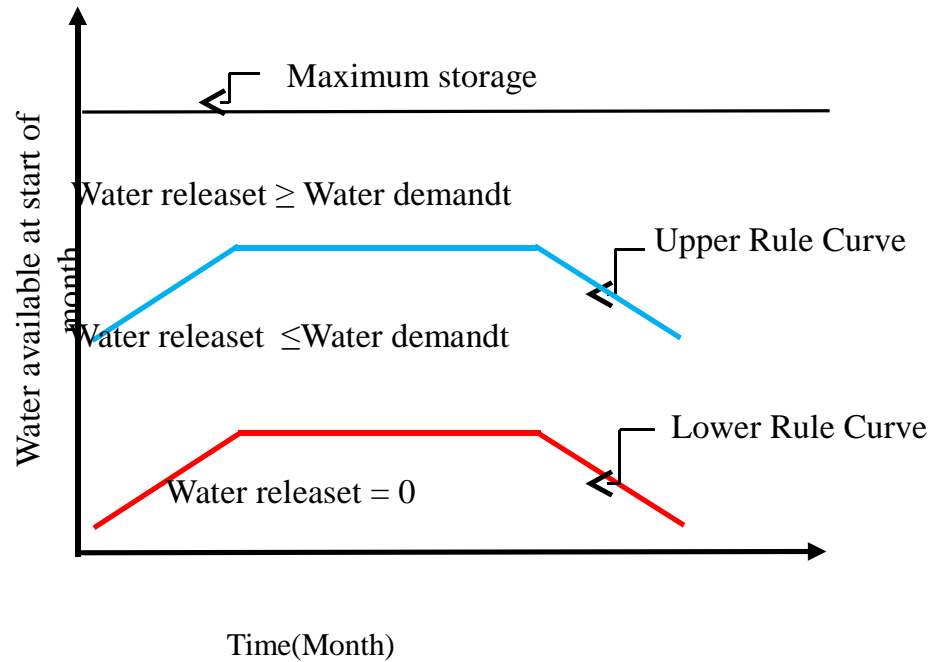 Maximum storage
Water releaset ≥ Water demandt
Upper Rule Curve
Water releaset ≤Water demandt
Lower Rule Curve
Water releaset = 0
Water available at start of
month
Time(Month)